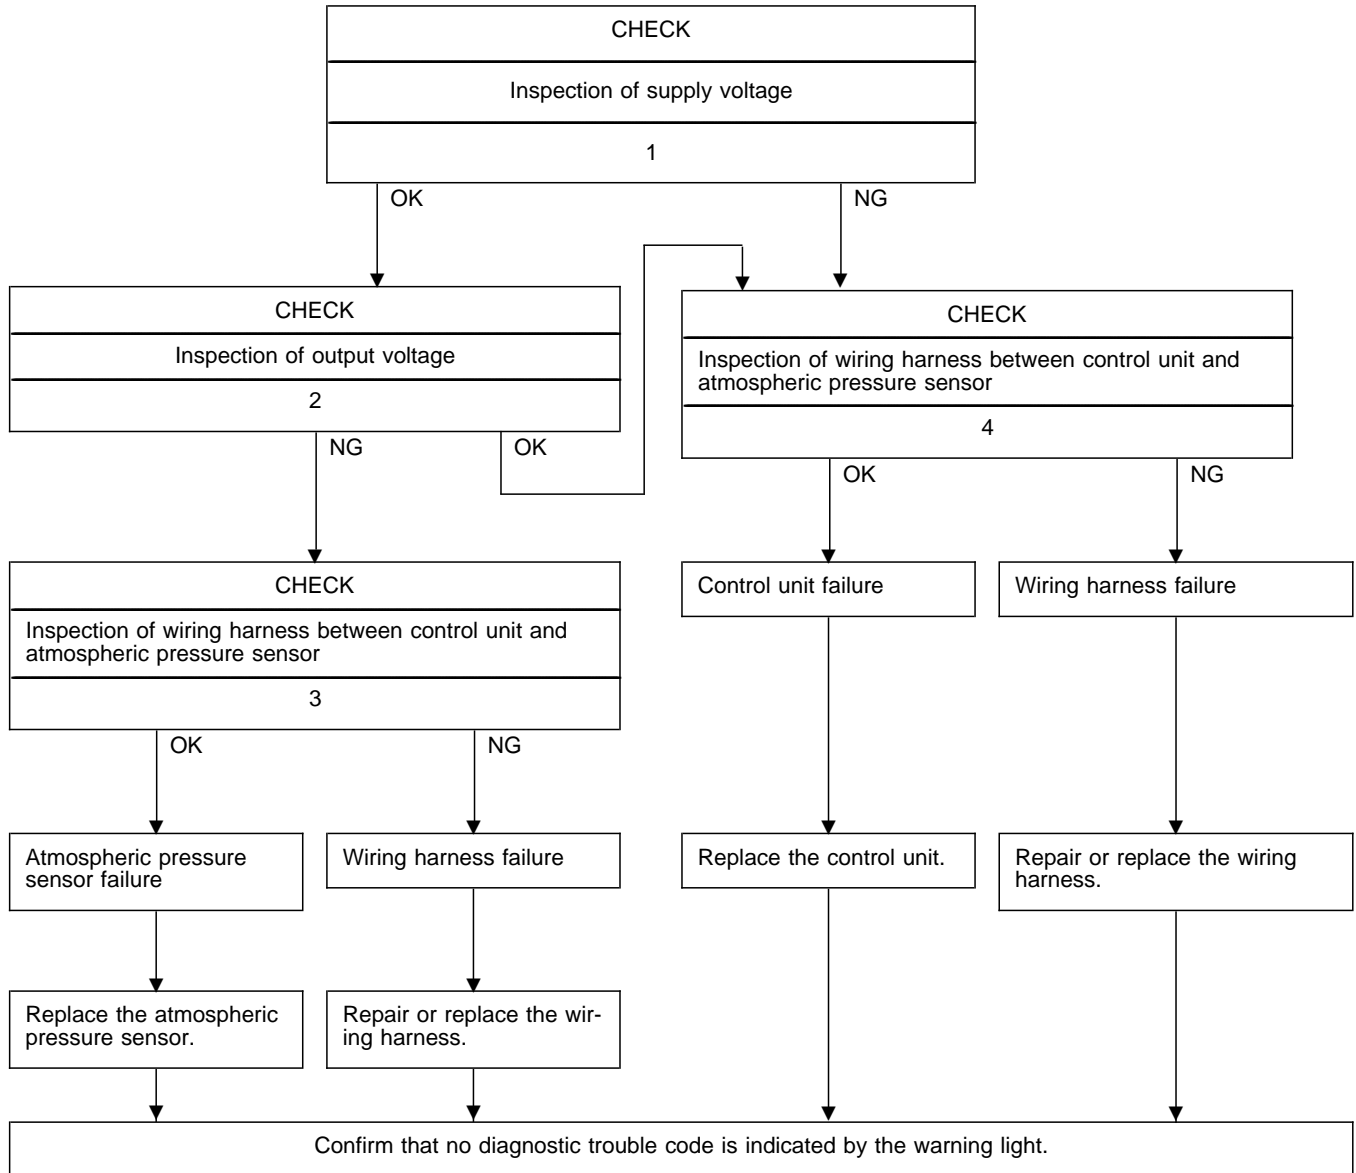 CHECK
Inspection of supply voltage
1
OK
NG
CHECK
Inspection of output voltage
2
NG
OK
CHECK
Inspection of wiring harness between control unit and
atmospheric pressure sensor
4
OK
NG
CHECK
Inspection of wiring harness between control unit and
atmospheric pressure sensor
3
OK
NG
Control unit failure
Wiring harness failure
Atmospheric pressure
sensor failure
Wiring harness failure
Replace the control unit.
Repair or replace the wiring
harness.
Replace the atmospheric
pressure sensor.
Repair or replace the wir-
ing harness.
Confirm that no diagnostic trouble code is indicated by the warning light.